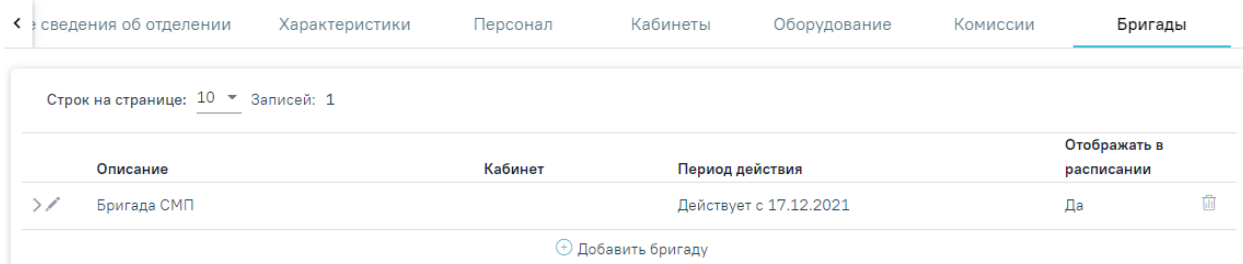 сведения об отделении Характеристики Персонал Кабинеты Оборудование Комиссии Бригады
Строк на странице: 10 Записей: 1
Описание Кабинет Период действия Отображать в расписании
Бригада СМП Действует с 17.12.2021 Да
Добавить бригаду